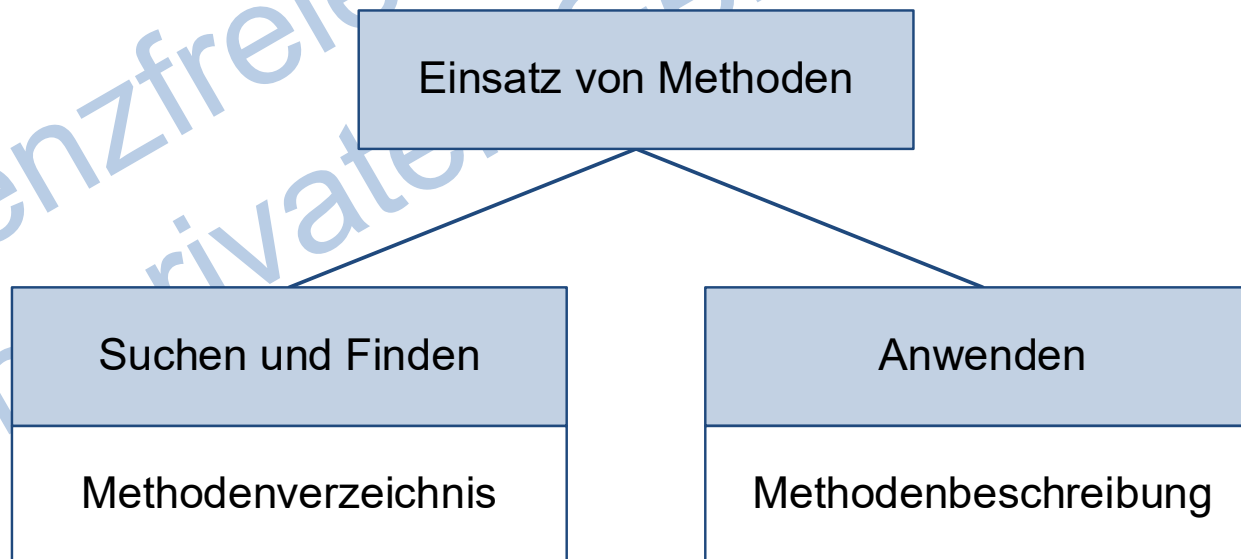 Einsatz von Methoden
Suchen und Finden
Anwenden
Methodenverzeichnis
Methodenbeschreibung